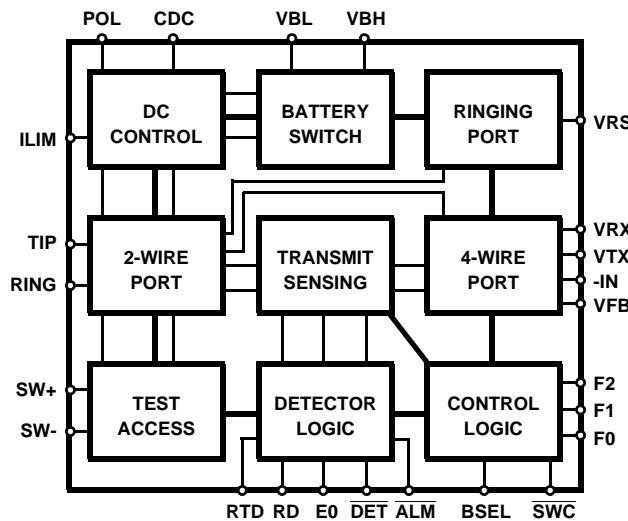 POL CDC VBL VBH
DC CONTROL
BATTERY SWITCH
RINGING PORT
VRS
ILIM
TIP
RING
2-WIRE PORT
TRANSMIT SENSING
4-WIRE PORT
VRX
VTX
-IN
VFB
SW+
SW-
TEST ACCESS
DETECTOR LOGIC
CONTROL LOGIC
F2
F1
F0
RTD RD E0 DET ALM BSEL SWC